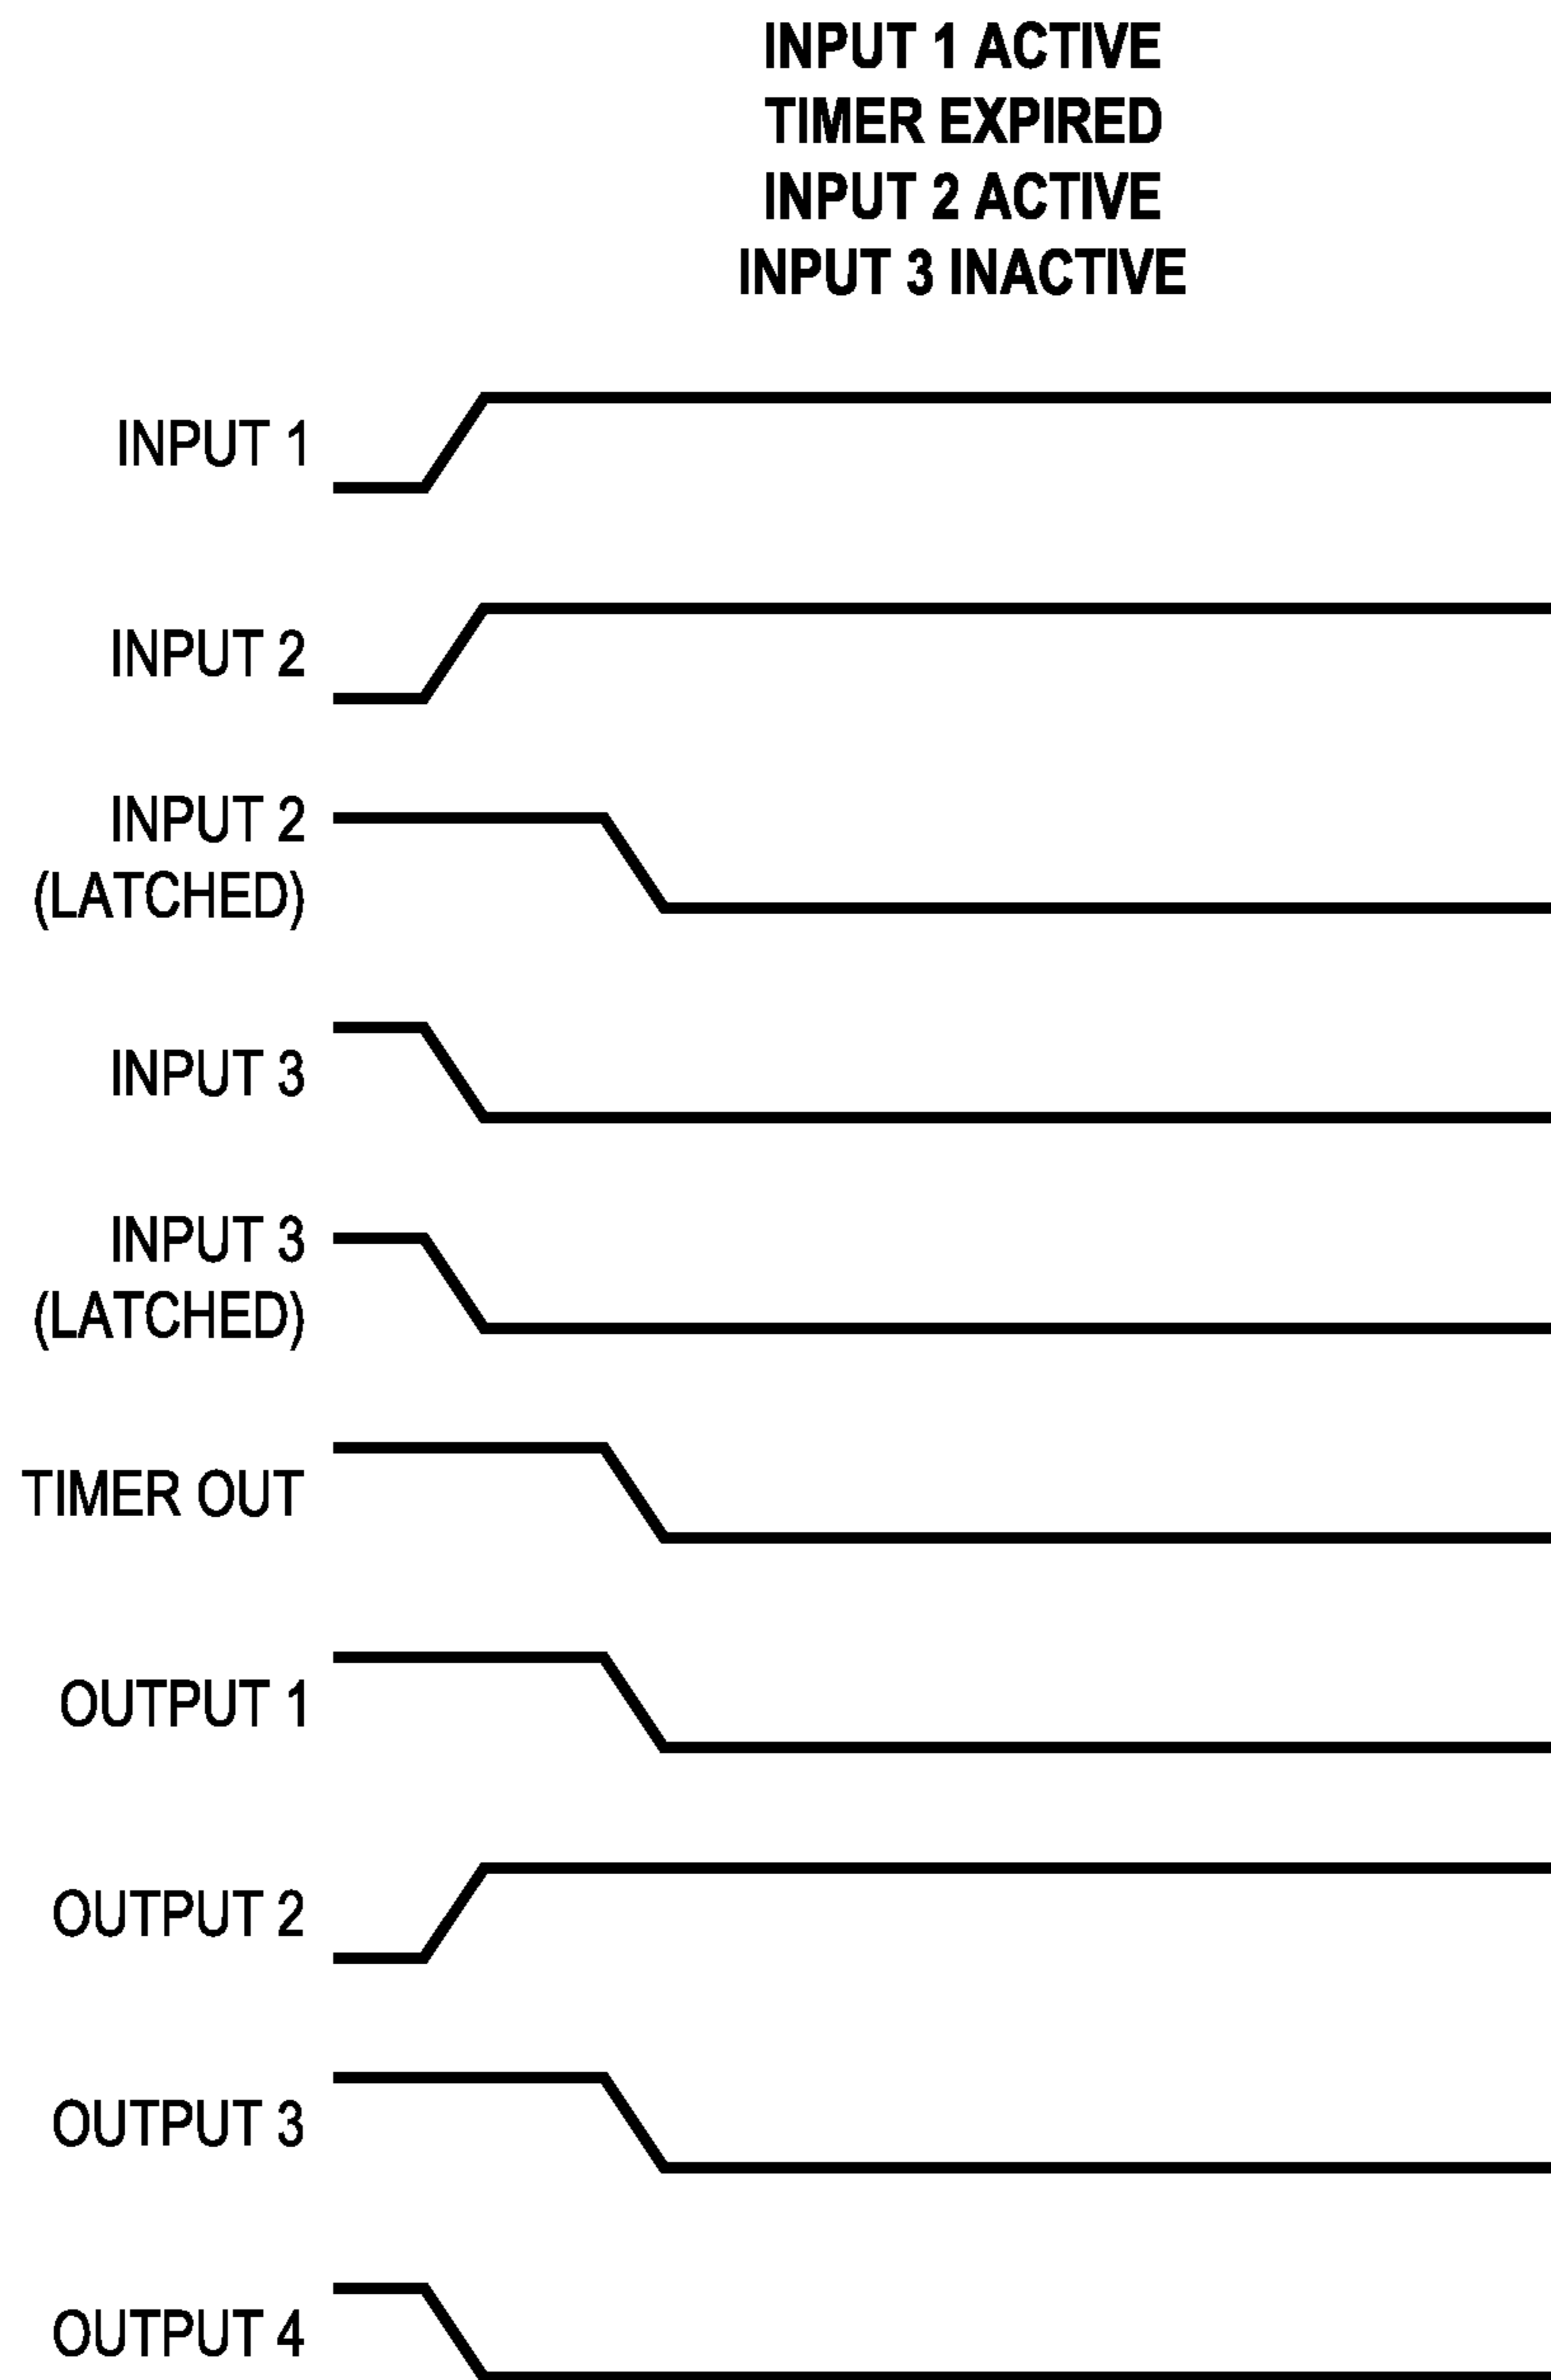 INPUT 1 ACTIVE
TIMER EXPIRED
INPUT 2 ACTIVE
INPUT 3 INACTIVE
INPUT 1
INPUT 2
INPUT 2
(LATCHED)
INPUT 3
INPUT 3
(LATCHED)
TIMER OUT
OUTPUT 1
OUTPUT 2
OUTPUT 3
OUTPUT 4